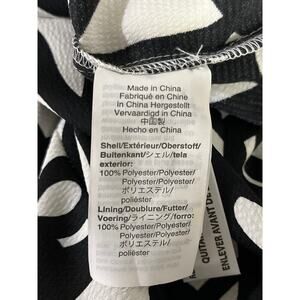 Made in China
Fabriqué en Chine
In China Hergestellt
Vervaardigd in China
中国製
Hecho en China
Shell/Extérieur/Oberstoff/
Buitenkant/シェル/tela
exterior:
100% Polyester/Polyester/
Polyester/Polyester/
ポリエステル/
poliéster
Lining/Doublure/Futter/
Voering/ライニング/forro:
100% Polyester/Polyester/
Polyester/Polyester/
ポリエステル/
poliéster
ENLEVER AVANT DE